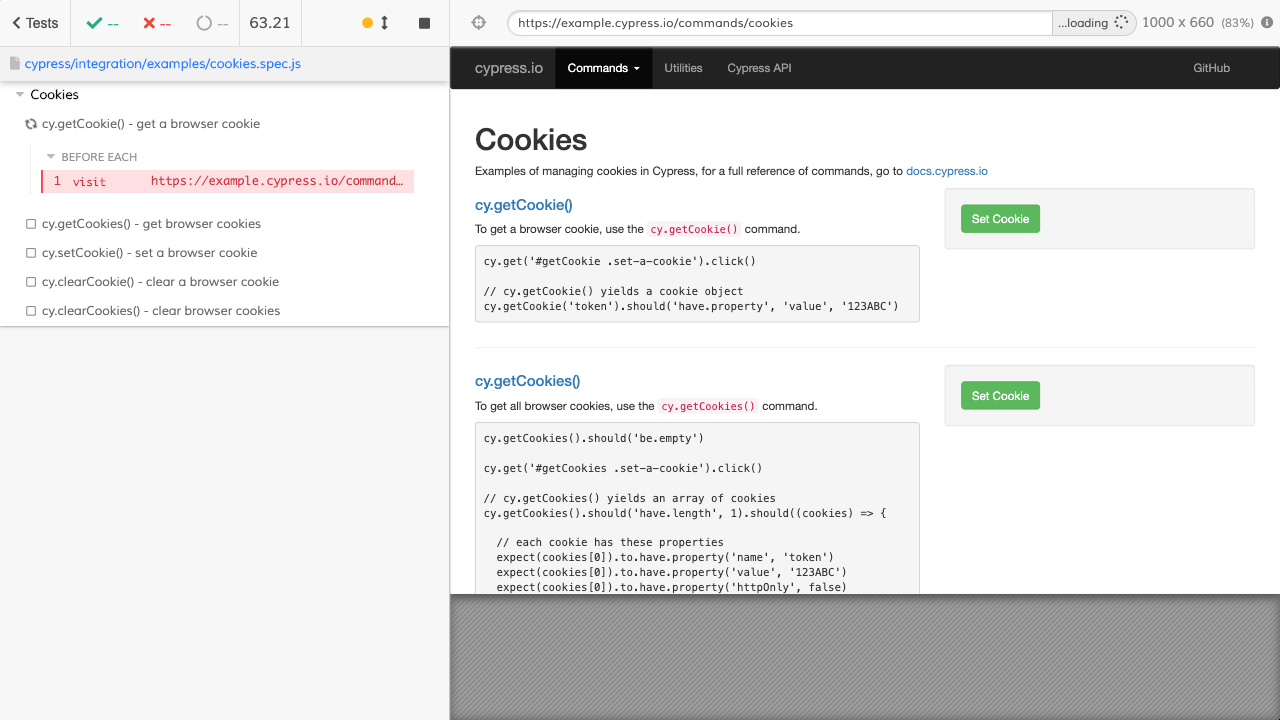 Tests
--
--
--
63.21
https://example.cypress.io/commands/cookies
...loading
1000 x 660 (83%)
cypress/integration/examples/cookies.spec.js
Cookies
cy.getCookie() - get a browser cookie
BEFORE EACH
1 visit https://example.cypress.io/command...
cy.getCookies() - get browser cookies
cy.setCookie() - set a browser cookie
cy.clearCookie() - clear a browser cookie
cy.clearCookies() - clear browser cookies
cypress.io
Commands
Utilities
Cypress API
GitHub
Cookies
Examples of managing cookies in Cypress, for a full reference of commands, go to docs.cypress.io
cy.getCookie()
To get a browser cookie, use the cy.getCookie() command.
Set Cookie
cy.get('#getCookie .set-a-cookie').click()
// cy.getCookie() yields a cookie object
cy.getCookie('token').should('have.property', 'value', '123ABC')
cy.getCookies()
To get all browser cookies, use the cy.getCookies() command.
Set Cookie
cy.getCookies().should('be.empty')
cy.get('#getCookies .set-a-cookie').click()
// cy.getCookies() yields an array of cookies
cy.getCookies().should('have.length', 1).should((cookies) => {
// each cookie has these properties
expect(cookies[0]).to.have.property('name', 'token')
expect(cookies[0]).to.have.property('value', '123ABC')
expect(cookies[0]).to.have.property('httpOnly', false)